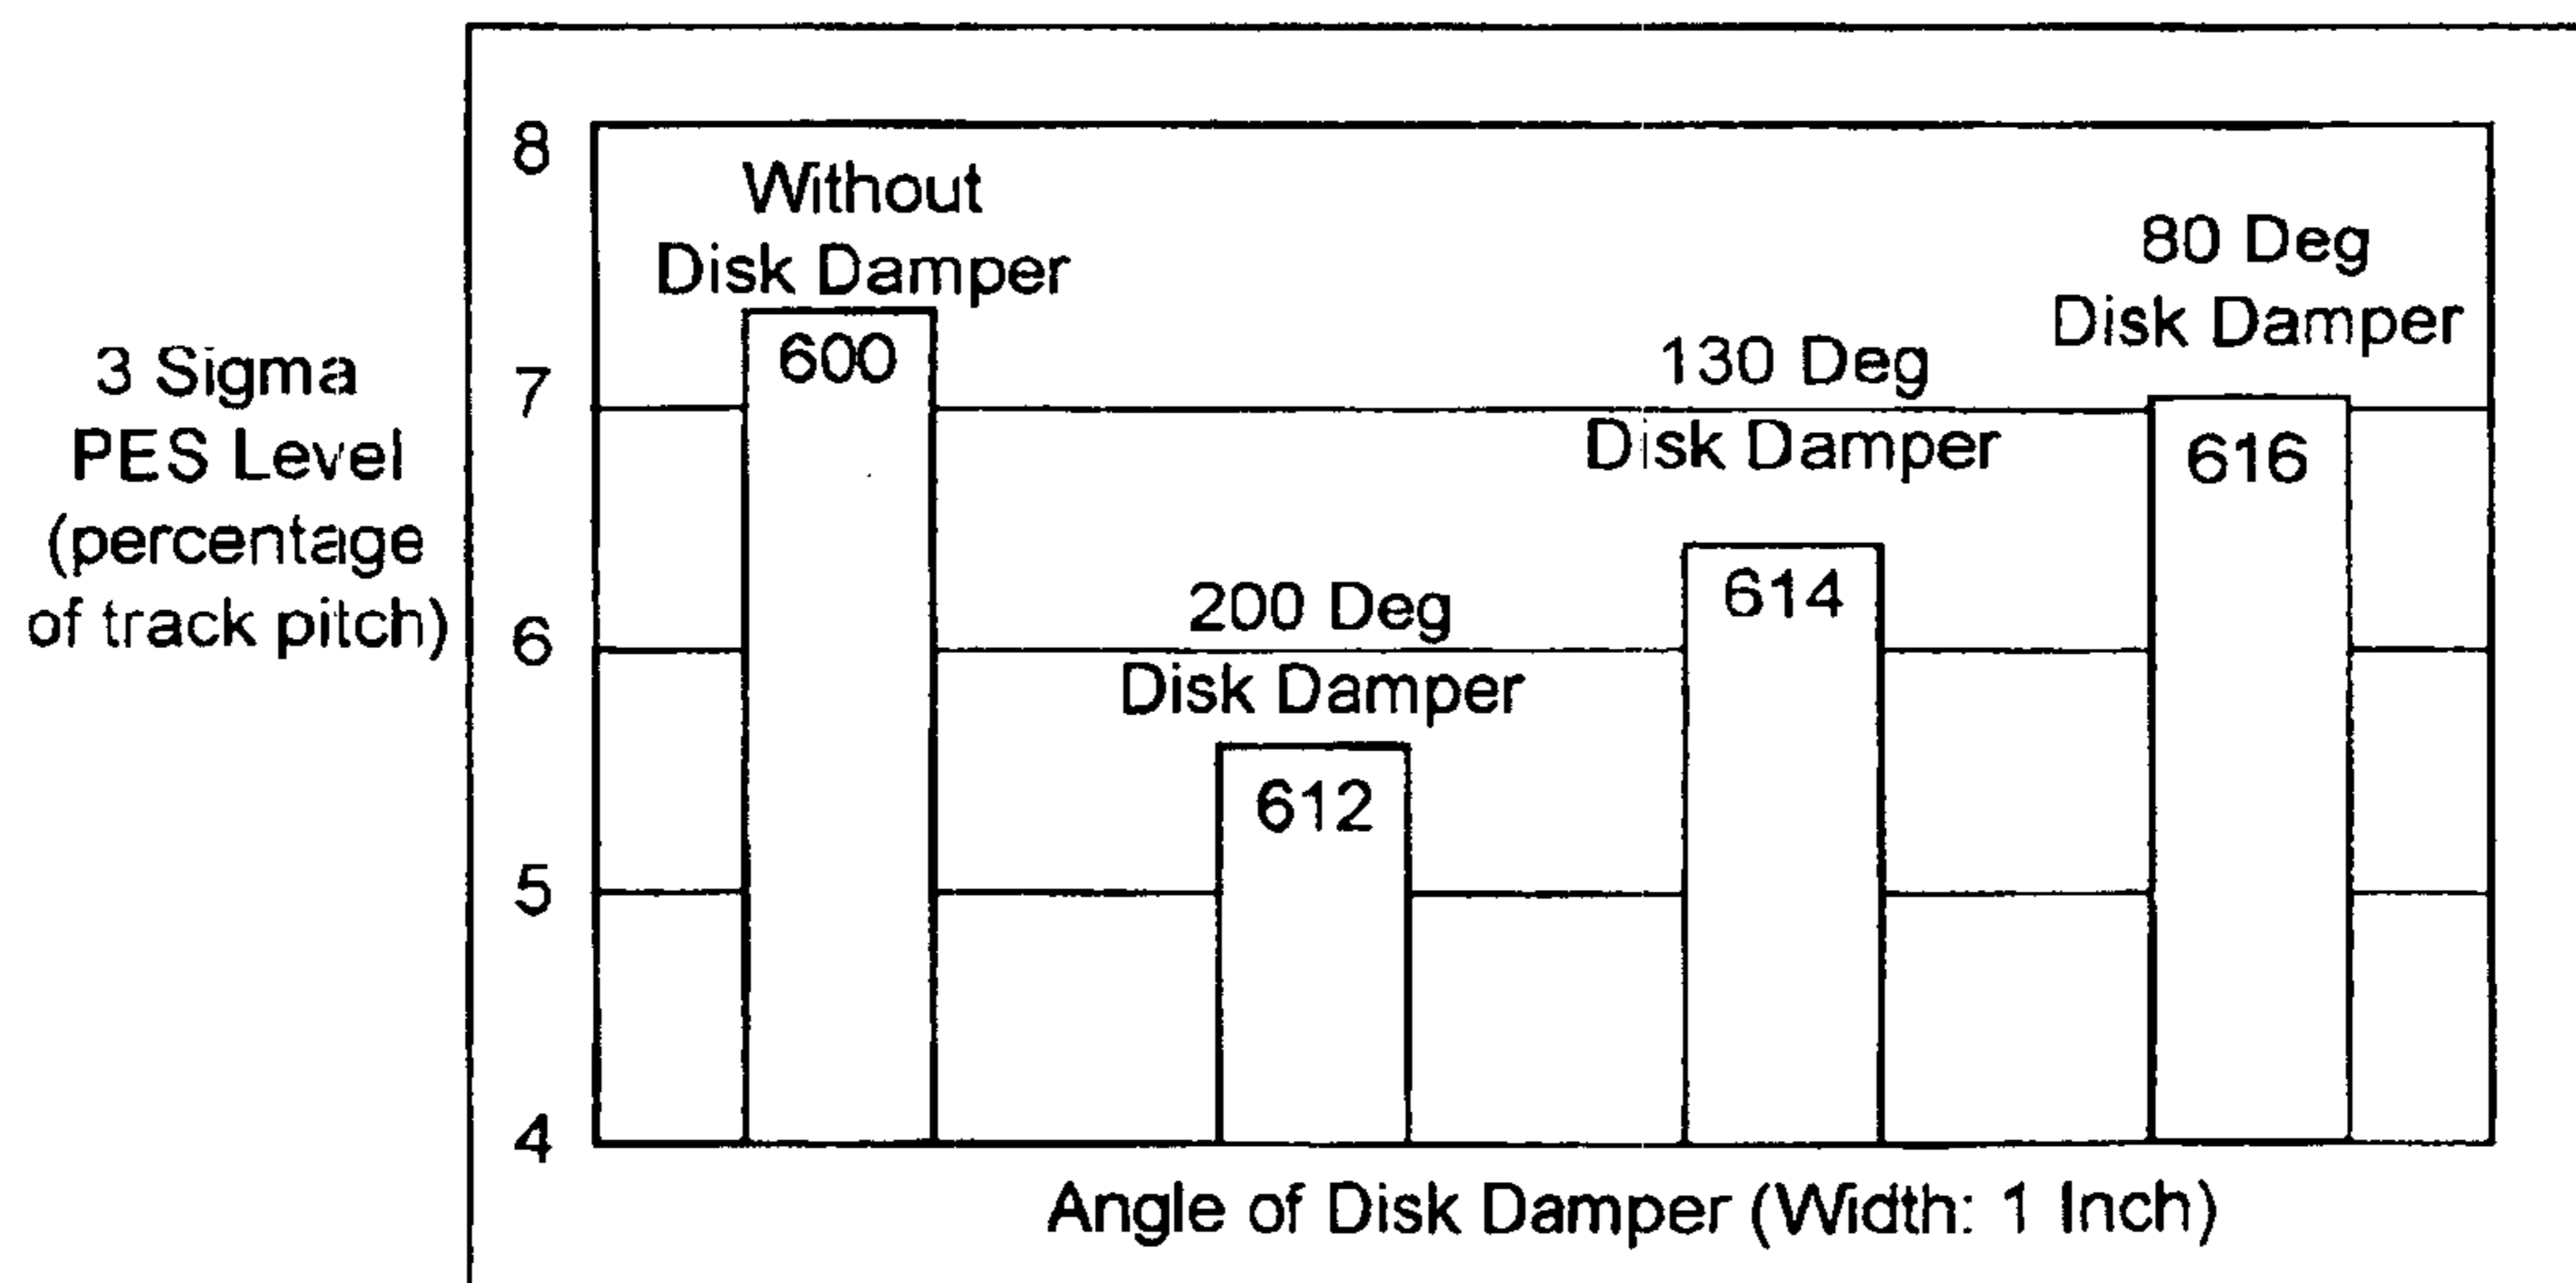 8
Without
Disk Damper
600
80 Deg
Disk Damper
616
3 Sigma
PES Level
(percentage
of track pitch)
7
130 Deg
Disk Damper
614
6
200 Deg
Disk Damper
612
5
4
Angle of Disk Damper (Width: 1 Inch)